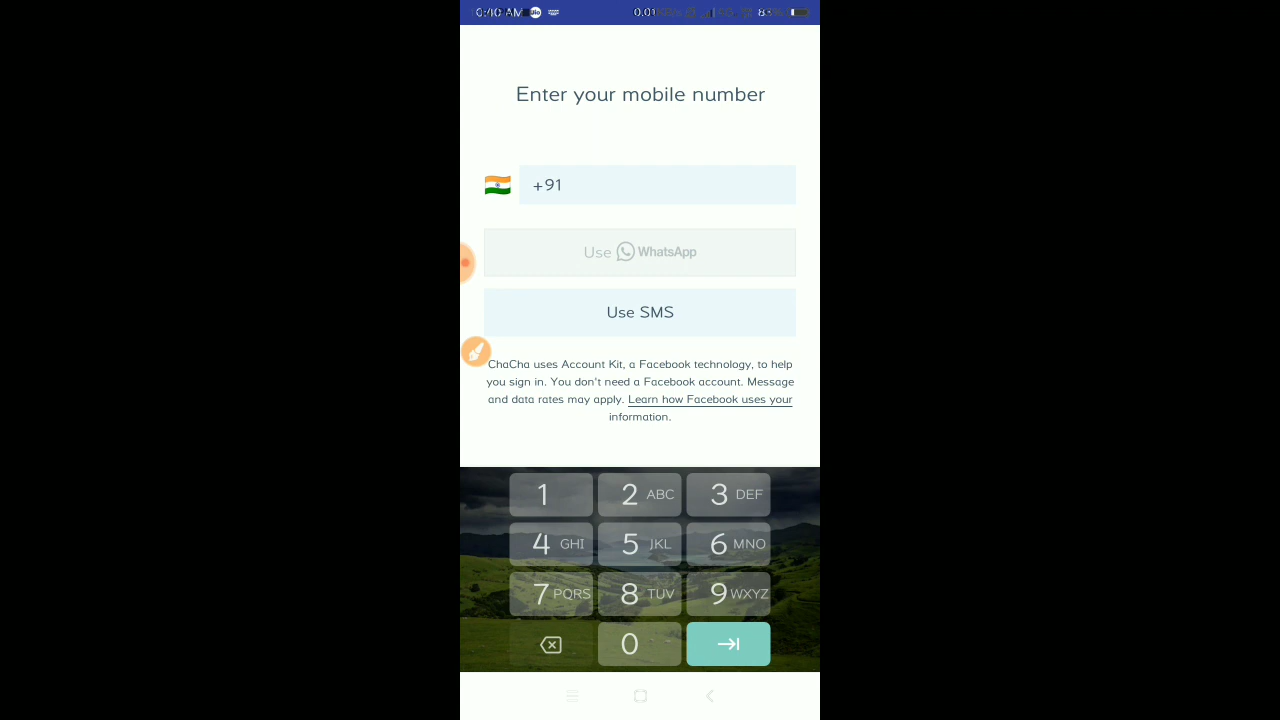 Enter your mobile number
+91
Use WhatsApp
Use SMS
ChaCha uses Account Kit, a Facebook technology, to help
you sign in. You don't need a Facebook account. Message
and data rates may apply. Learn how Facebook uses your
information.
1 2 ABC 3 DEF
4 GHI 5 JKL 6 MNO
7 PQRS 8 TUV 9 WXYZ
0